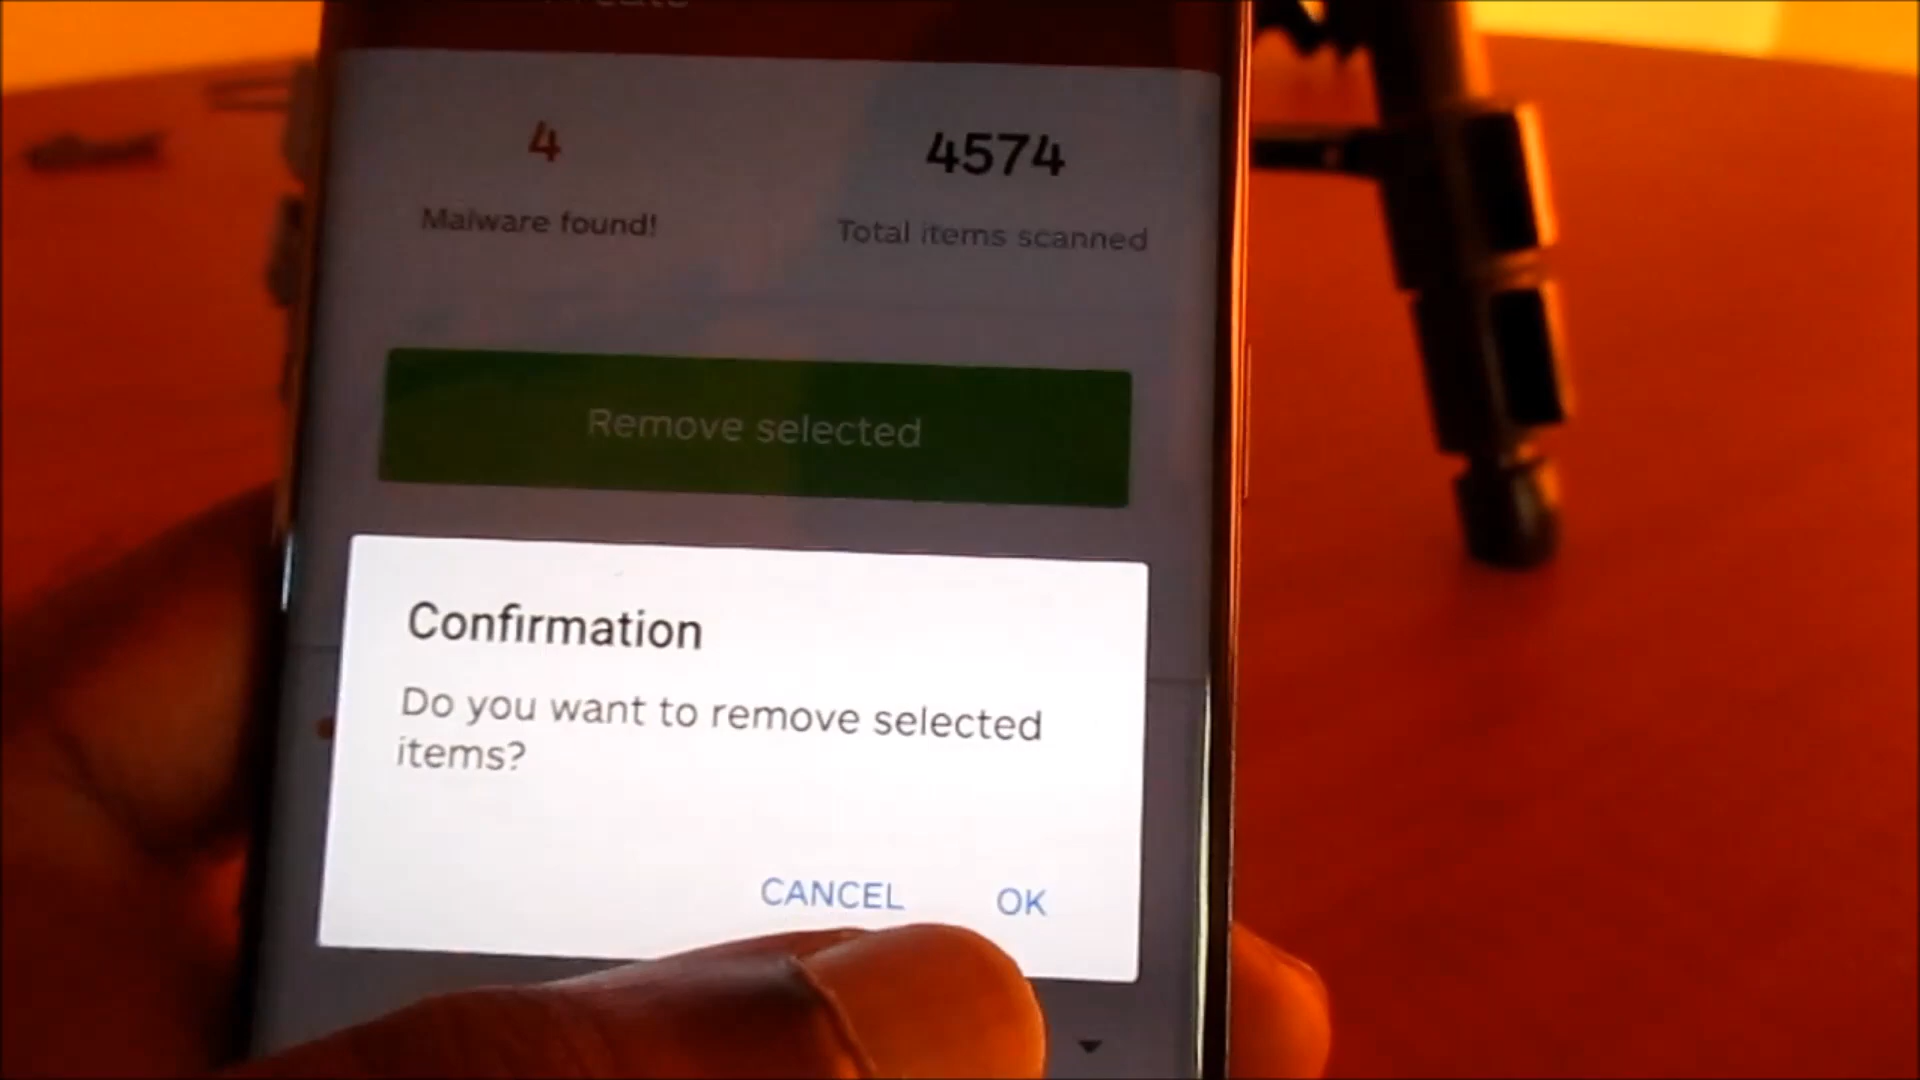 4
4574
Malware found!
Total items scanned
Remove selected
Confirmation
Do you want to remove selected
items?
CANCEL
OK